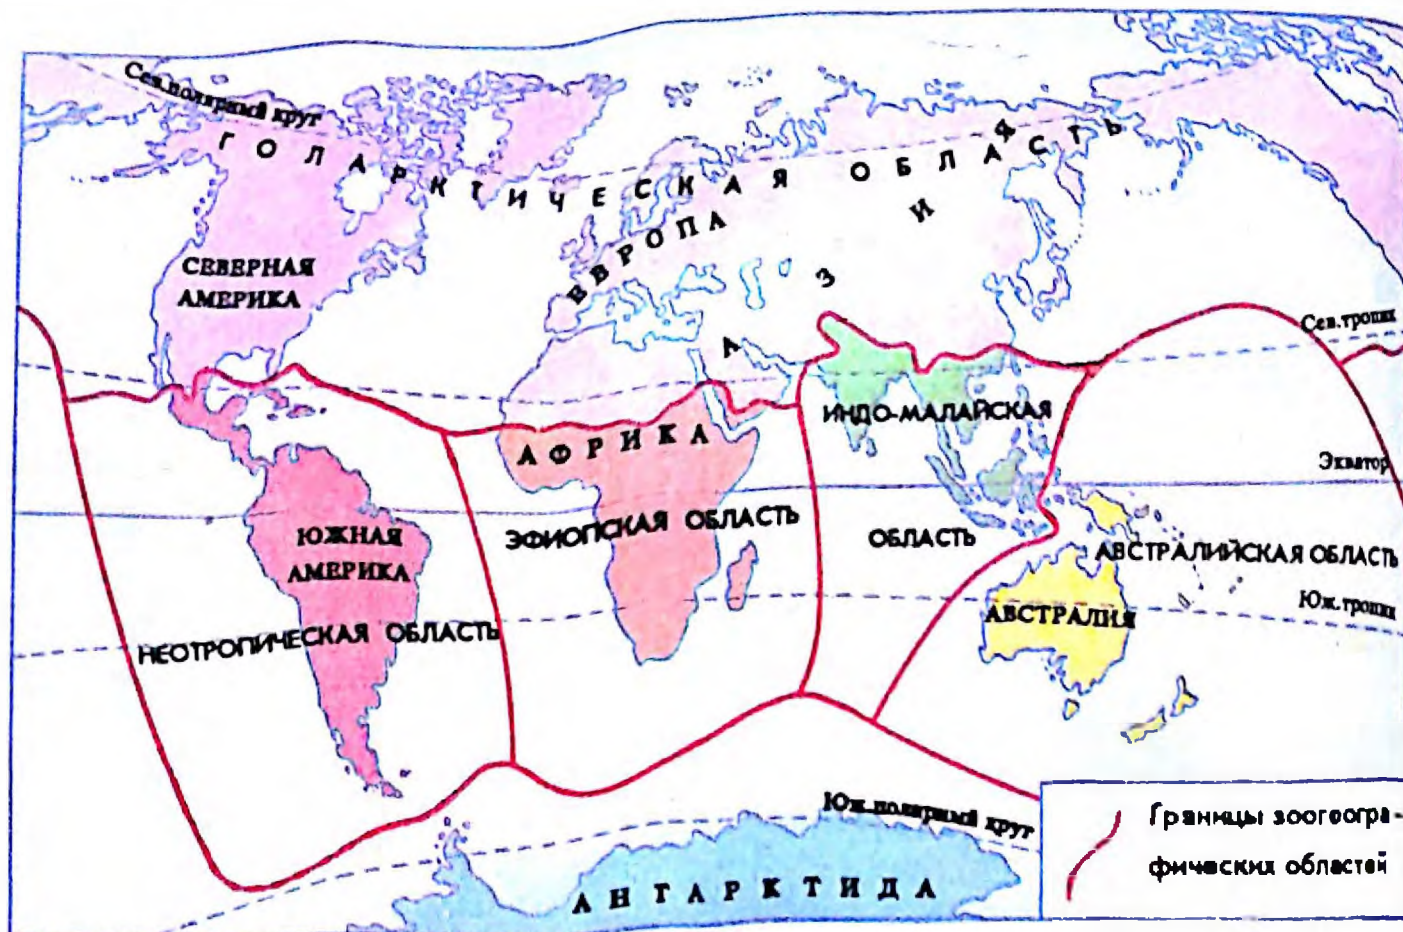 Сев.полярный круг
ГОЛАРКТИЧЕСКАЯ ОБЛАСТЬ
ЕВРОПА
АЗИЯ
СЕВЕРНАЯ
АМЕРИКА
Сев.тропик
ИНДО-МАЛАЙСКАЯ
АФРИКА
Экватор
ЭФИОПСКАЯ ОБЛАСТЬ
ОБЛАСТЬ
ЮЖНАЯ
АМЕРИКА
АВСТРАЛИЙСКАЯ ОБЛАСТЬ
Юж.тропик
АВСТРАЛИЯ
НЕОТРОПИЧЕСКАЯ ОБЛАСТЬ
Юж.полярный круг
АНТАРКТИДА
Границы зоогеогра-
фических областей